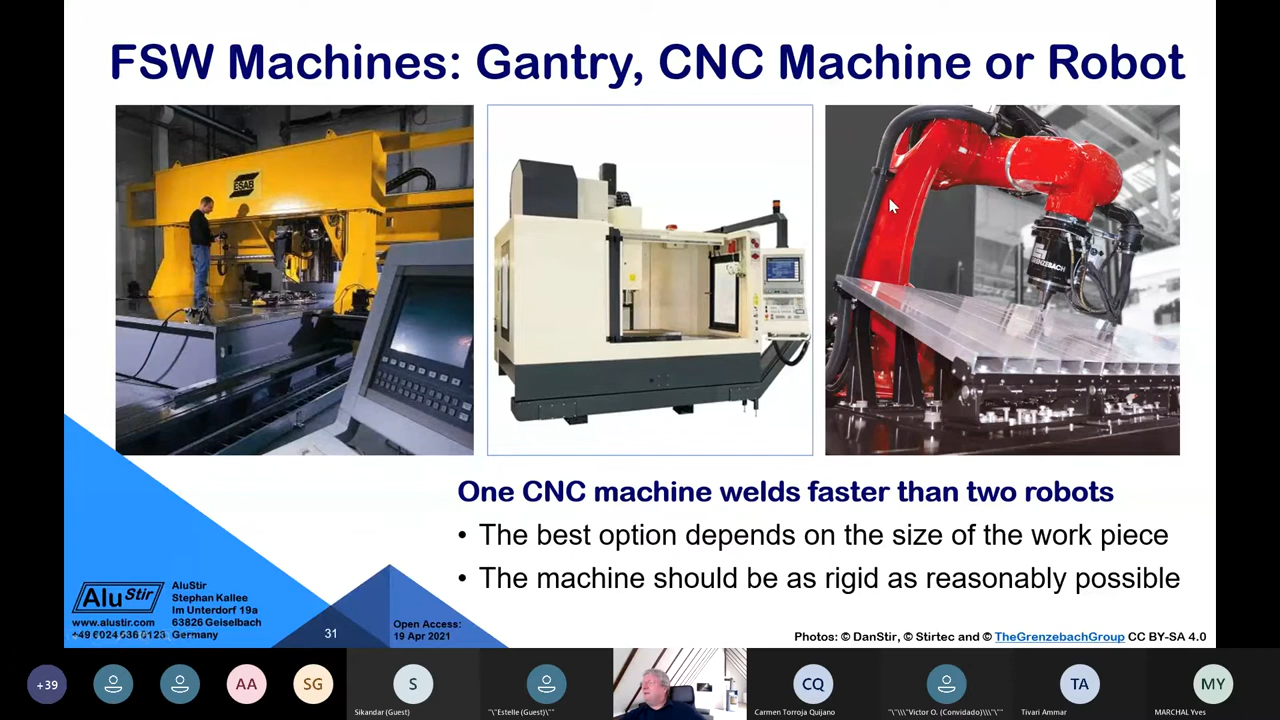 FSW Machines: Gantry, CNC Machine or Robot
ESAB
GRENZEBACH
One CNC machine welds faster than two robots
• The best option depends on the size of the work piece
• The machine should be as rigid as reasonably possible
AluStir
www.alustir.com
+49 6024 636 0123
AluStir
Stephan Kallee
Im Unterdorf 19a
63826 Geiselbach
Germany
31
Open Access:
19 Apr 2021
Photos: © DanStir, © Stirtec and © TheGrenzebachGroup CC BY-SA 4.0
+39
AA
SG
S
Sikandar (Guest)
"\"Estelle (Guest)\""
CQ
Carmen Torroja Quijano
"\"\\\"Victor O. (Convidado)\\\"\""
TA
Tivari Ammar
MY
MARCHAL Yves